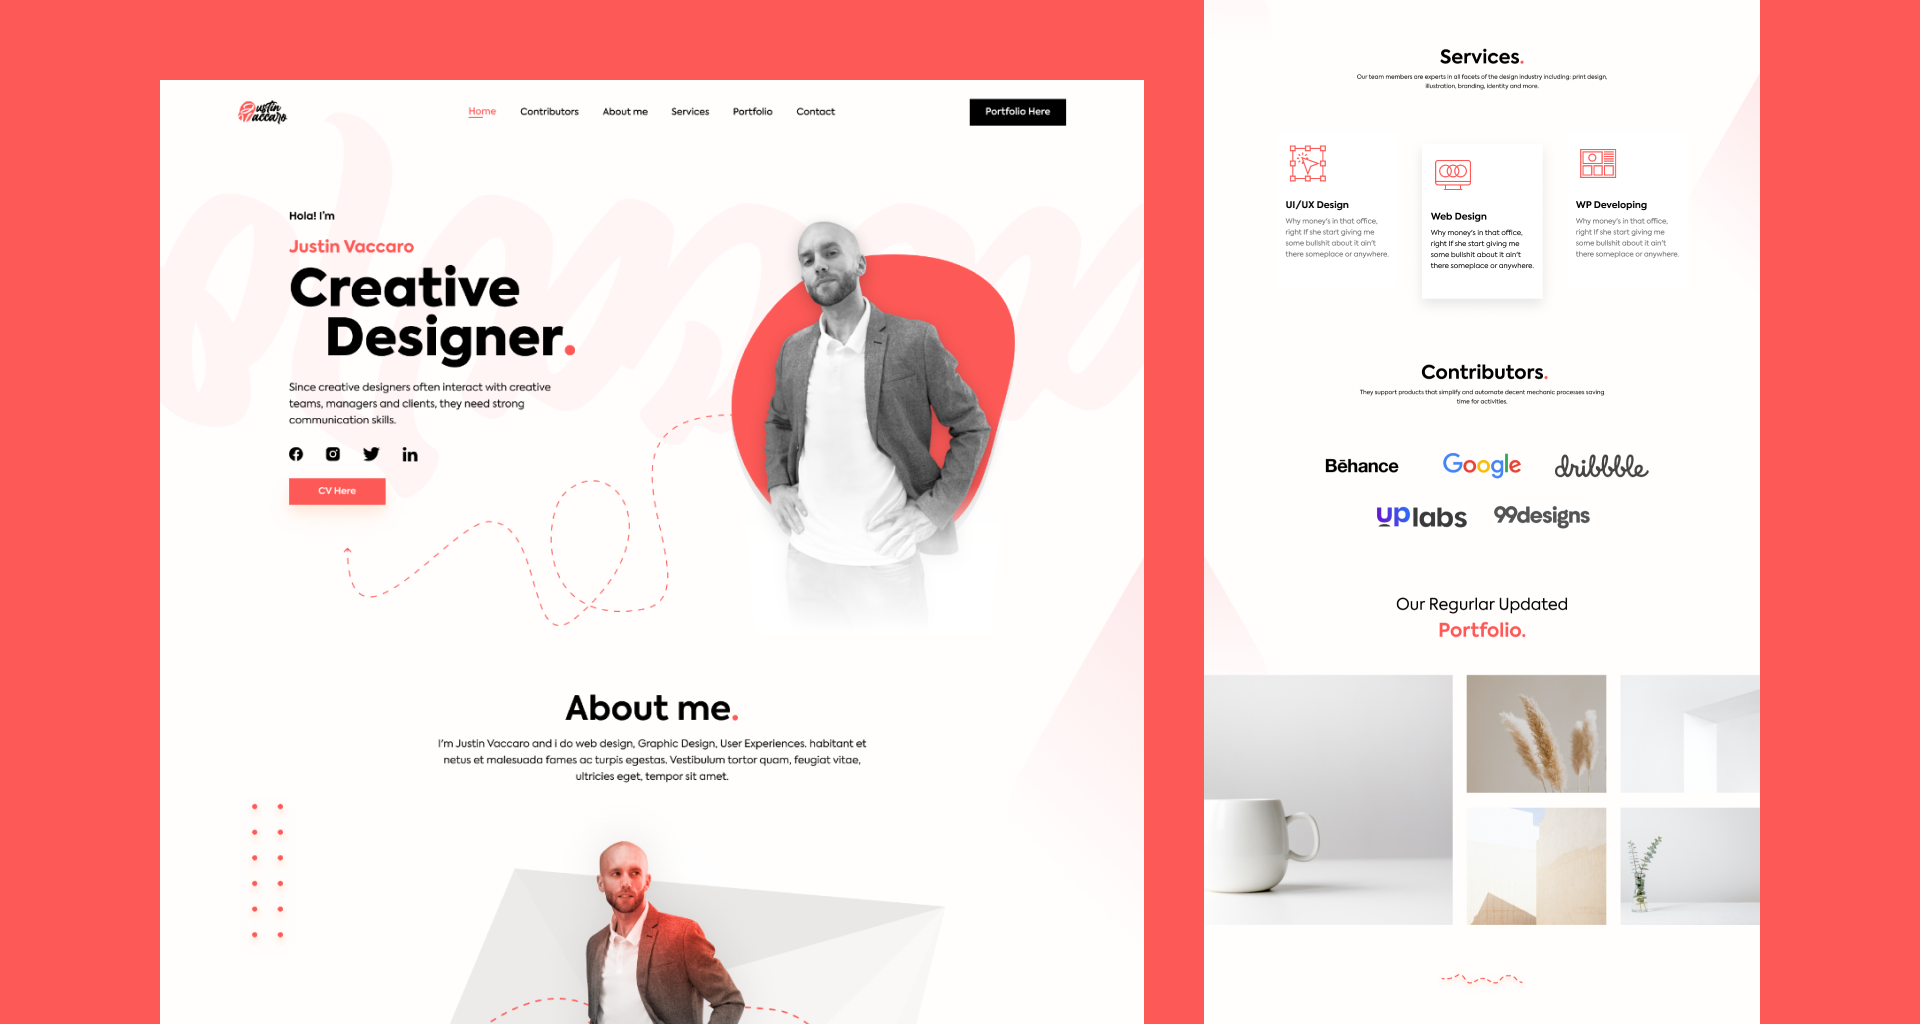 Justin
Vaccaro
Home
Contributors
About me
Services
Portfolio
Contact
Portfolio Here
Hola! I'm
Justin Vaccaro
Creative
Designer.
Since creative designers often interact with creative
teams, managers and clients, they need strong
communication skills.
CV Here
About me.
I'm Justin Vaccaro and i do web design, Graphic Design, User Experiences. habitant et
netus et malesuada fames ac turpis egestas. Vestibulum tortor quam, feugiat vitae,
ultricies eget, tempor sit amet.
Services.
Our team members are experts in all facets of the design industry including: print design,
illustration, branding, identity and more.
UI/UX Design
Why money's in that office,
right If she start giving me
some bullshit about it ain't
there someplace or anywhere.
Web Design
Why money's in that office,
right If she start giving me
some bullshit about it ain't
there someplace or anywhere.
WP Developing
Why money's in that office,
right If she start giving me
some bullshit about it ain't
there someplace or anywhere.
Contributors.
They support products that simplify and automate decent mechanic processes saving
time for activities.
Bēhance
Google
dribbble
uplabs
99designs
Our Regurlar Updated
Portfolio.